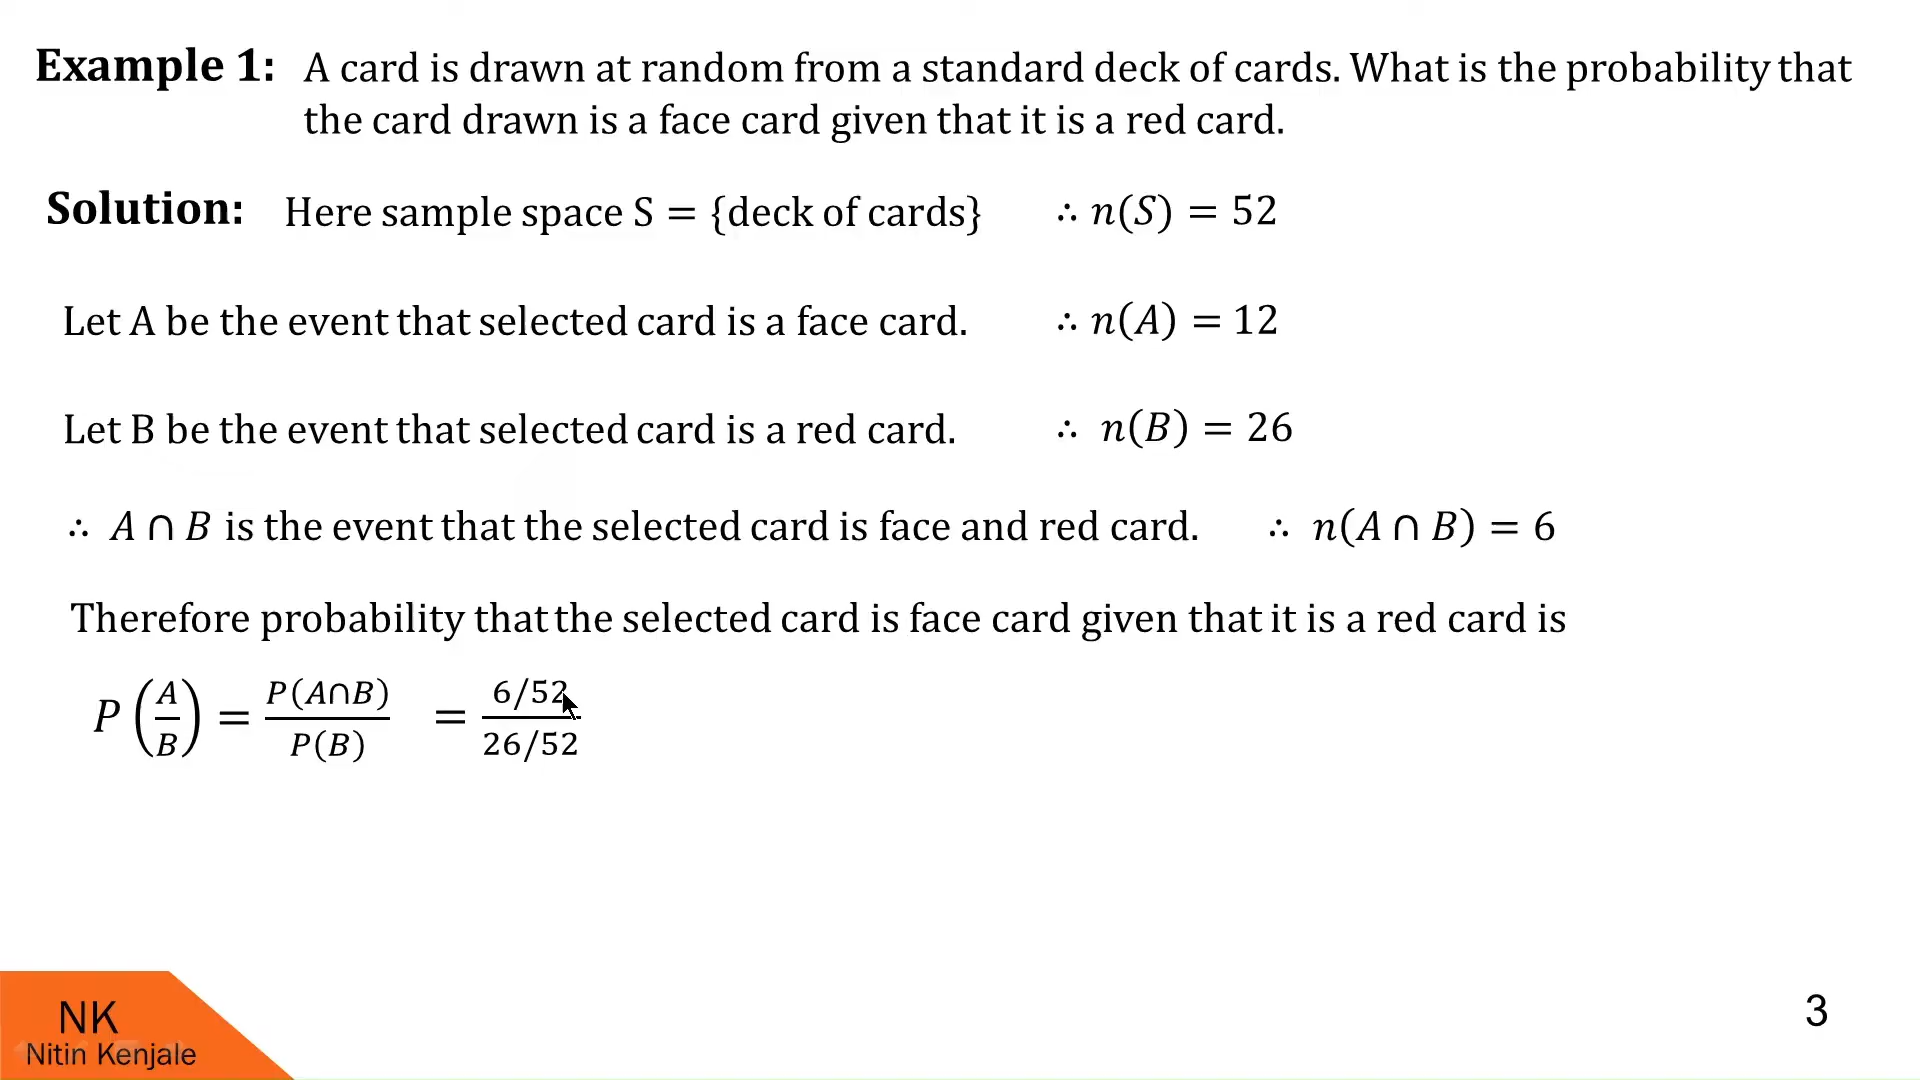 Example 1: A card is drawn at random from a standard deck of cards. What is the probability that
the card drawn is a face card given that it is a red card.
Solution: Here sample space S = {deck of cards} ∴ n(S) = 52
Let A be the event that selected card is a face card. ∴ n(A) = 12
Let B be the event that selected card is a red card. ∴ n(B) = 26
∴ A ∩ B is the event that the selected card is face and red card. ∴ n(A ∩ B) = 6
Therefore probability that the selected card is face card given that it is a red card is
P(A/B) = P(A∩B)/P(B) = (6/52)/(26/52)
NK
Nitin Kenjale
3